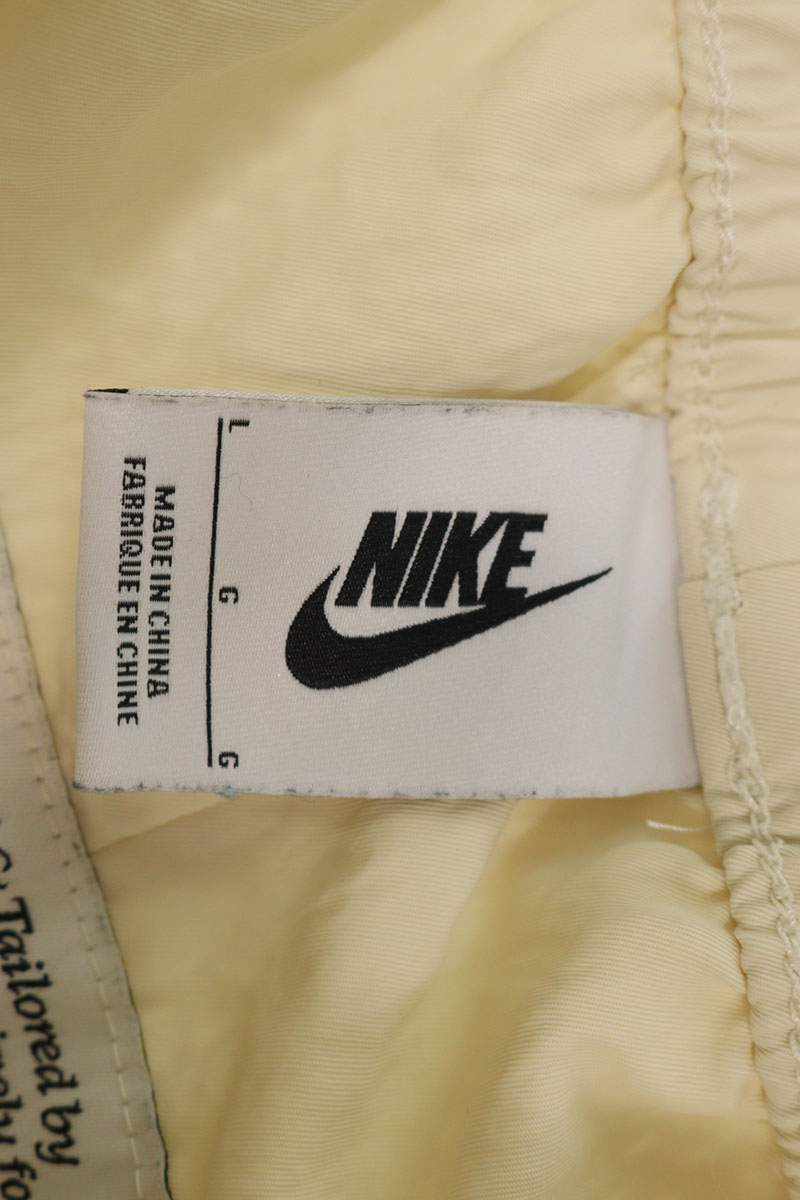 NIKE
L
G
G
MADE IN CHINA
FABRIQUE EN CHINE
Tailored by